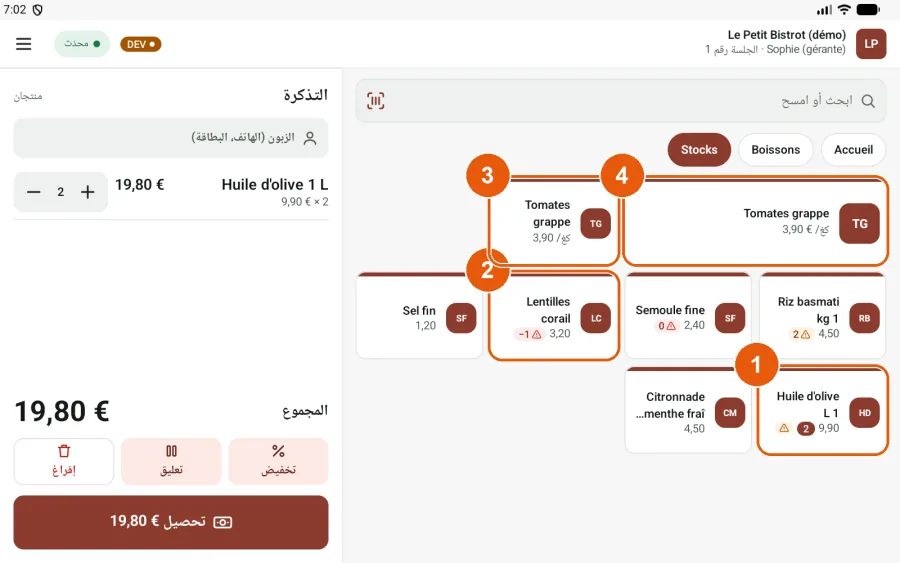 7:02
Le Petit Bistrot (démo)
Sophie (gérante) · الجلسة رقم 1
LP
محدّث
DEV
التذكرة
منتجان
الزبون (الهاتف، البطاقة)
Huile d'olive 1 L
19,80 €
2 × 9,90 €
2
المجموع
19,80 €
تخفيض
تعليق
إفراغ
تحصيل 19,80 €
ابحث أو امسح
Accueil
Boissons
Stocks
4
Tomates grappe
3,90 € /كغ
TG
3
Tomates
grappe
3,90 /كغ
TG
Riz basmati
1 kg
4,50
2
RB
Semoule fine
2,40
0
SF
2
Lentilles
corail
3,20
−1
LC
Sel fin
1,20
SF
1
Huile d'olive
1 L
9,90
2
HD
Citronnade
menthe fraî…
4,50
CM